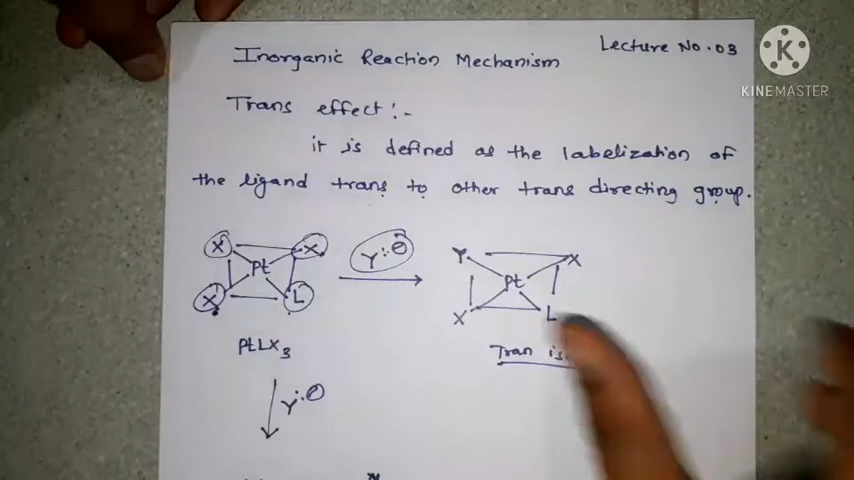 Inorganic Reaction Mechanism
Lecture No. 03
K
KINEMASTER
Trans effect :-
it is defined as the labelization of
the ligand trans to other trans directing group.
X X
Pt
X L
Y:⊖
Y X
Pt
X L
PtLX3
Tran
Y:⊖